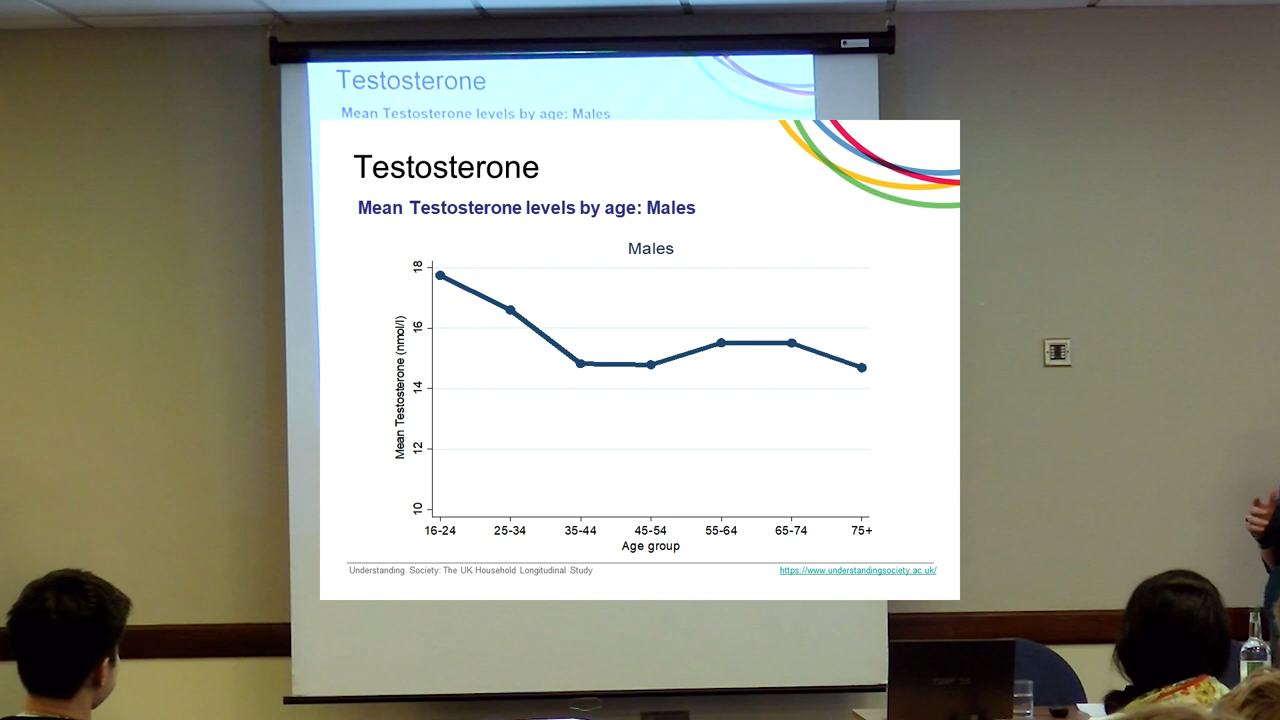 Testosterone
Mean Testosterone levels by age: Males
Testosterone
Mean Testosterone levels by age: Males
Males
Mean Testosterone (nmol/l)
18
16
14
12
10
16-24 25-34 35-44 45-54 55-64 65-74 75+
Age group
Understanding Society: The UK Household Longitudinal Study
https://www.understandingsociety.ac.uk/